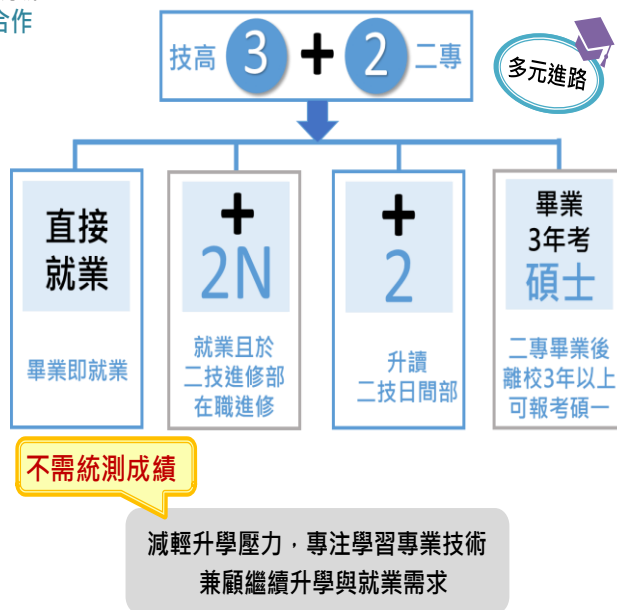 合作
技高 3 + 2 二專
多元進路
直接
就業
畢業即就業
+
2N
就業且於
二技進修部
在職進修
+
2
升讀
二技日間部
畢業
3年考
碩士
二專畢業後
離校3年以上
可報考碩一
不需統測成績
減輕升學壓力，專注學習專業技術
兼顧繼續升學與就業需求